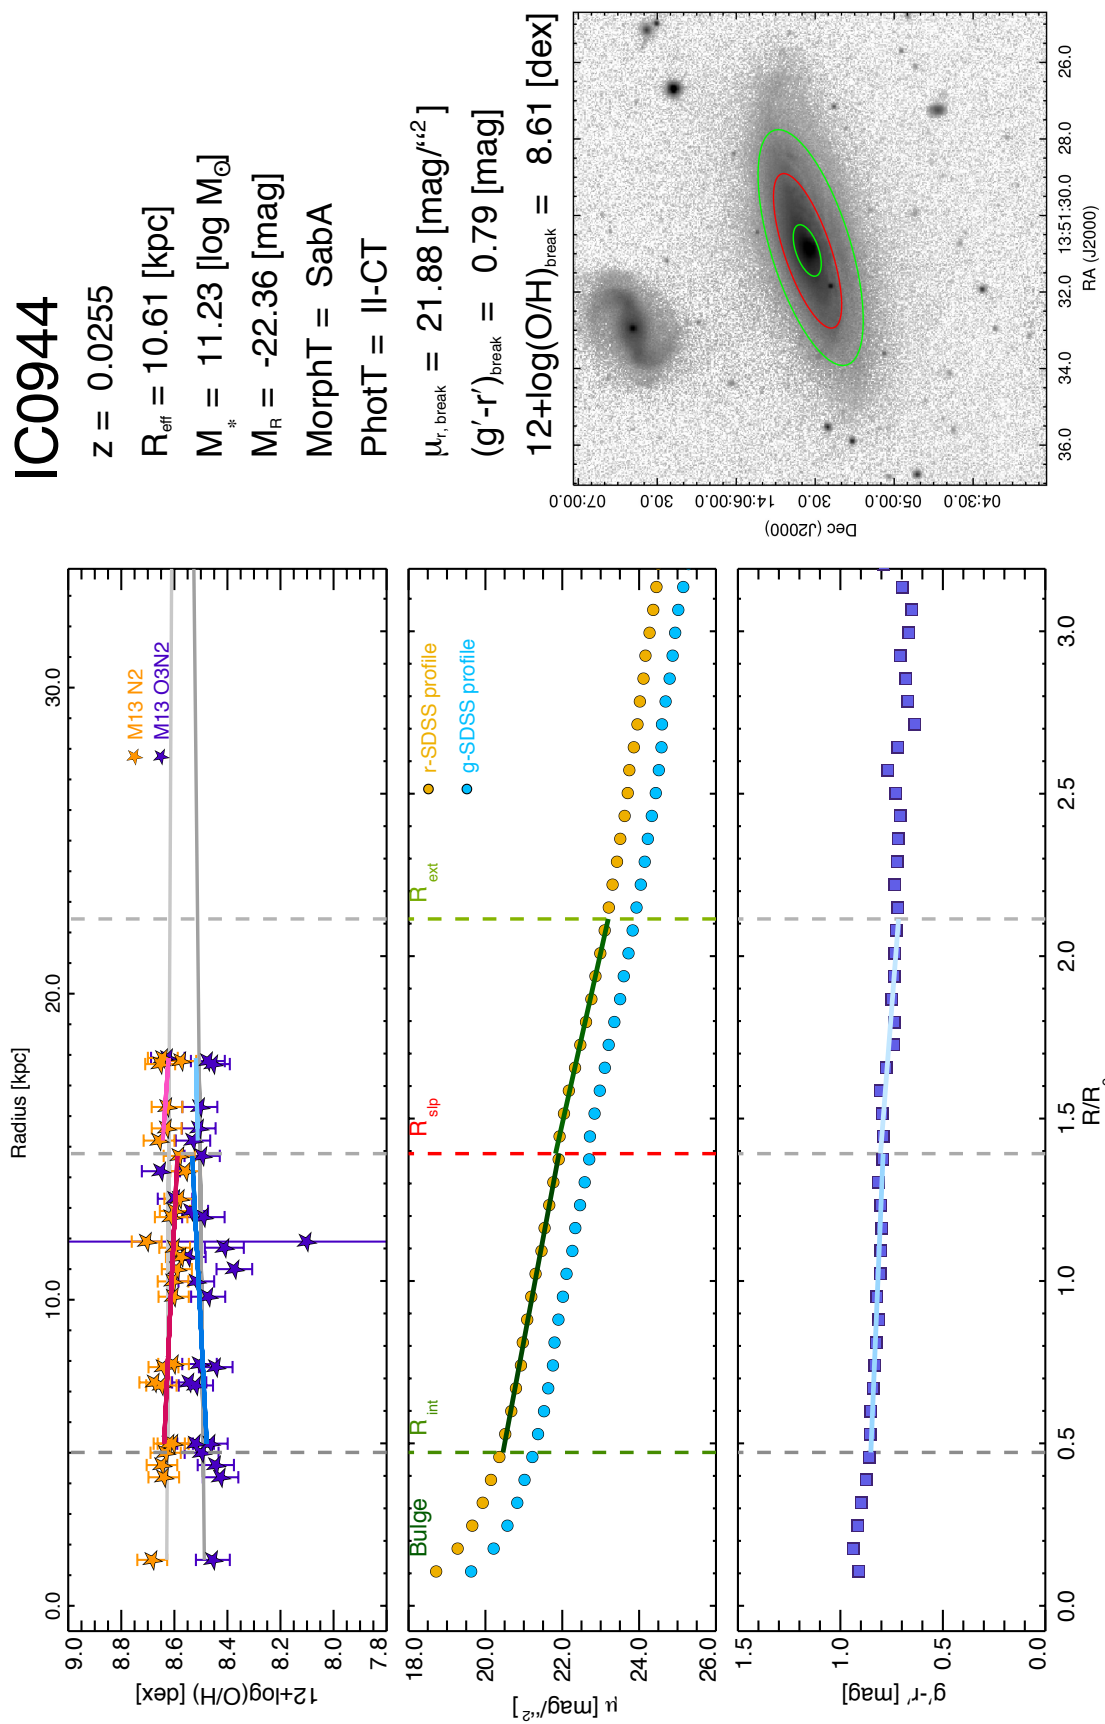 IC0944
z = 0.0255
R_eff = 10.61 [kpc]
M_* = 11.23 [log M_⊙]
M_R = -22.36 [mag]
MorphT = SabA
PhotT = II-CT
μ_r, break = 21.88 [mag/“^2 ]
(g'-r')_break = 0.79 [mag]
12+log(O/H)_break = 8.61 [dex]
Radius [kpc]
0.0 10.0 20.0 30.0
12+log(O/H) [dex]
9.0
8.8
8.6
8.4
8.2
8.0
7.8
M13 N2
M13 O3N2
μ [mag/“^2 ]
18.0
20.0
22.0
24.0
26.0
Bulge
R_int
R_slp
R_ext
r-SDSS profile
g-SDSS profile
g'-r' [mag]
1.5
1.0
0.5
0.0
0.0 0.5 1.0 1.5 2.0 2.5 3.0
R/R_e
Dec (J2000)
07:00.0
30.0
14:06:00.0
30.0
05:00.0
04:30.0
36.0 34.0 32.0 13:51:30.0 28.0 26.0
RA (J2000)